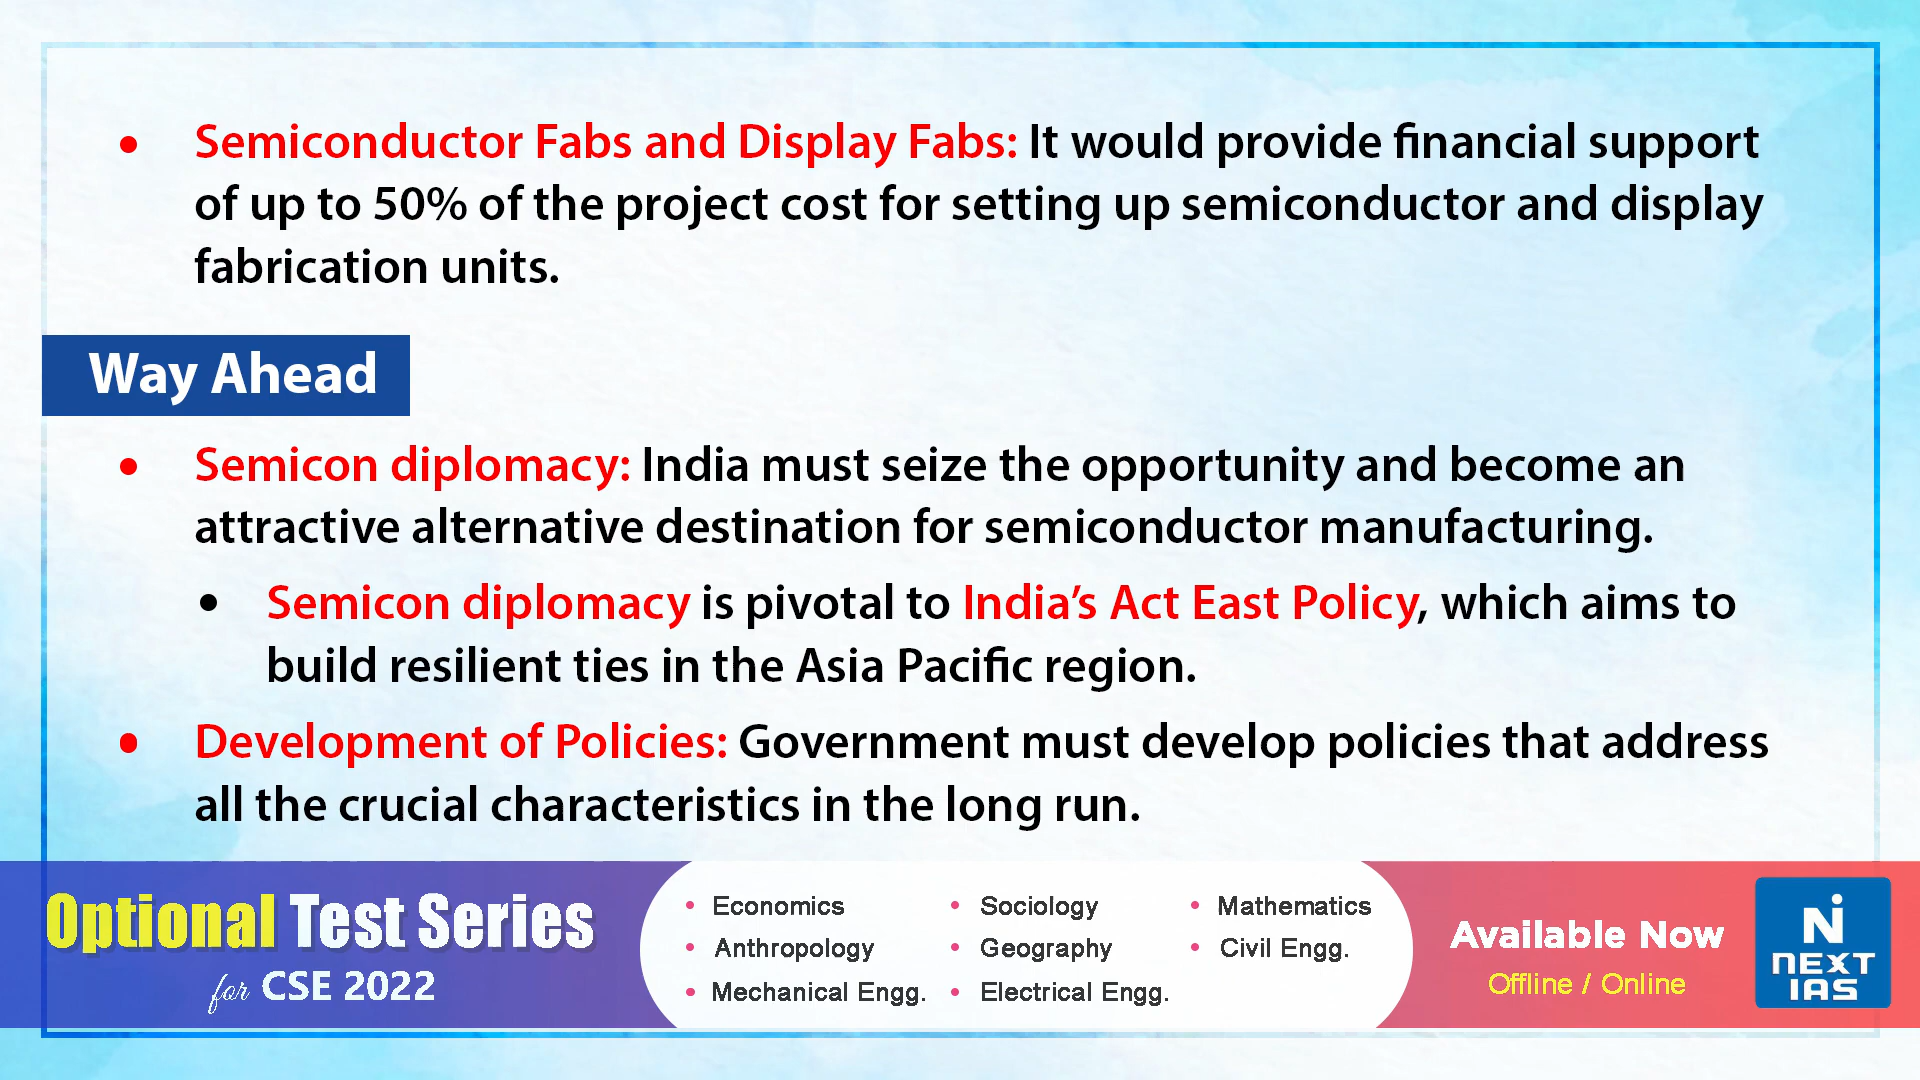 • Semiconductor Fabs and Display Fabs: It would provide financial support
of up to 50% of the project cost for setting up semiconductor and display
fabrication units.
Way Ahead
• Semicon diplomacy: India must seize the opportunity and become an
attractive alternative destination for semiconductor manufacturing.
• Semicon diplomacy is pivotal to India’s Act East Policy, which aims to
build resilient ties in the Asia Pacific region.
• Development of Policies: Government must develop policies that address
all the crucial characteristics in the long run.
Optional Test Series
for CSE 2022
• Economics • Sociology • Mathematics
• Anthropology • Geography • Civil Engg.
• Mechanical Engg. • Electrical Engg.
Available Now
Offline / Online
N
NEXT
IAS